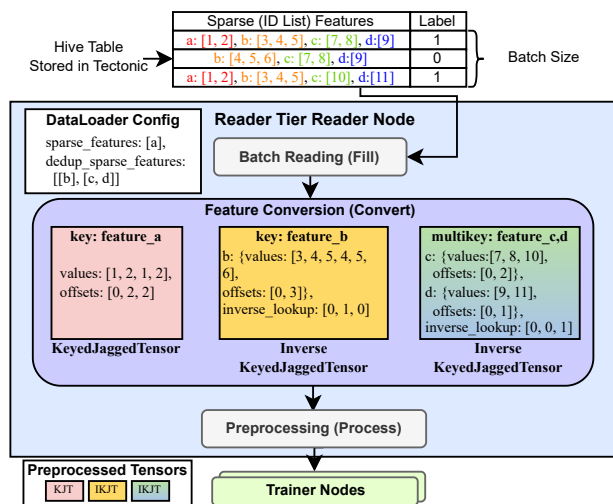 Sparse (ID List) Features Label
Hive Table
Stored in Tectonic
a: [1, 2], b: [3, 4, 5], c: [7, 8], d:[9] 1
b: [4, 5, 6], c: [7, 8], d:[9] 0
a: [1, 2], b: [3, 4, 5], c: [10], d:[11] 1
Batch Size
DataLoader Config
sparse_features: [a],
dedup_sparse_features:
[[b], [c, d]]
Reader Tier Reader Node
Batch Reading (Fill)
Feature Conversion (Convert)
key: feature_a
values: [1, 2, 1, 2],
offsets: [0, 2, 2]
KeyedJaggedTensor
key: feature_b
b: {values: [3, 4, 5, 4, 5,
6],
offsets: [0, 3]},
inverse_lookup: [0, 1, 0]
Inverse
KeyedJaggedTensor
multikey: feature_c,d
c: {values:[7, 8, 10],
offsets: [0, 2]},
d: {values: [9, 11],
offsets: [0, 1]},
inverse_lookup: [0, 0, 1]
Inverse
KeyedJaggedTensor
Preprocessing (Process)
Preprocessed Tensors
KJT IKJT IKJT
Trainer Nodes